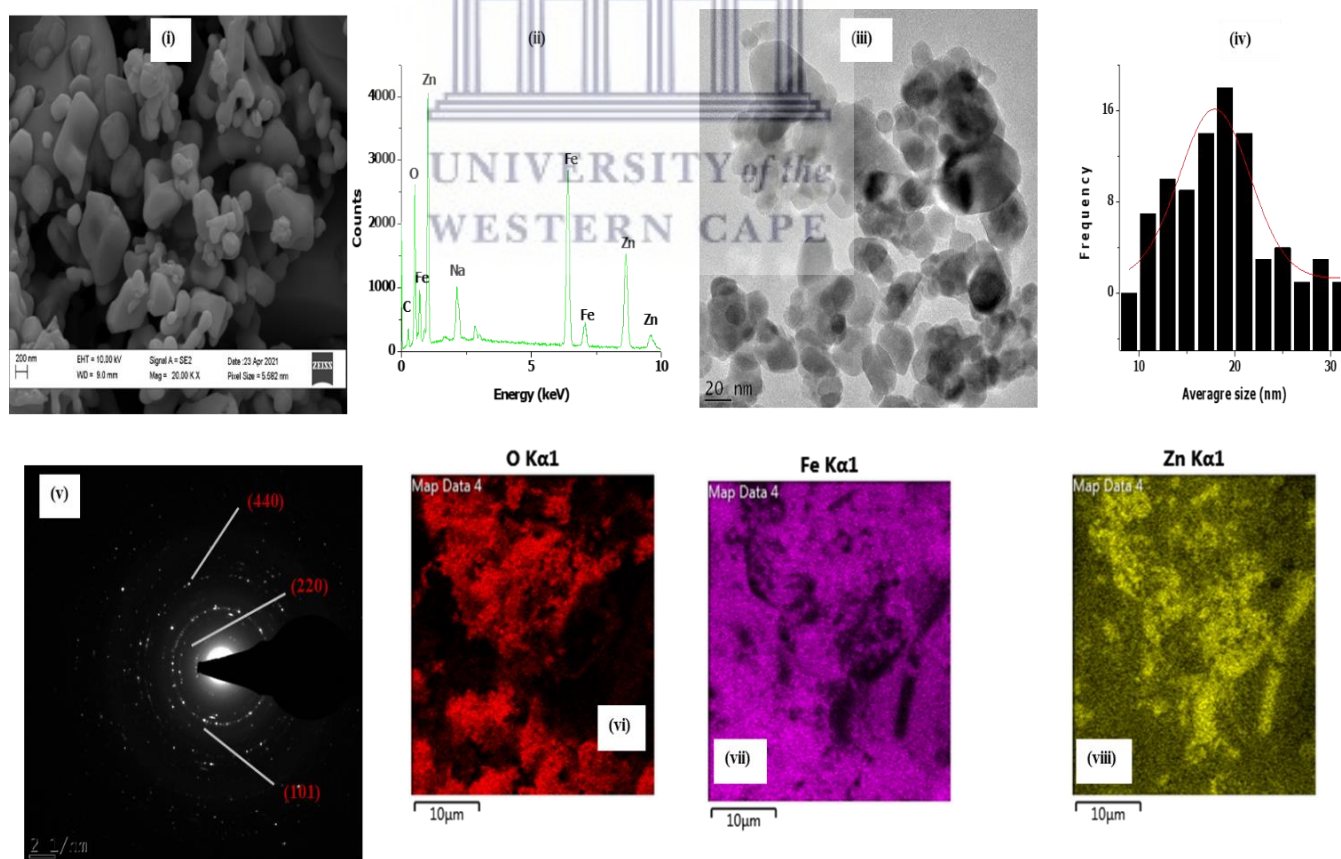 (i)
200 nm
EHT = 10.00 kV
Signal A = SE2
Date :23 Apr 2021
WD = 9.0 mm
Mag = 20.00 K X
Pixel Size = 5.582 nm
ZEISS
(ii)
UNIVERSITY of the
WESTERN CAPE
Counts
4000
3000
2000
1000
0
C
O
Fe
Zn
Na
Fe
Fe
Zn
Zn
0
5
10
Energy (keV)
(iii)
20 nm
(iv)
Frequency
16
8
0
10
20
30
Averagre size (nm)
(v)
(440)
(220)
(101)
2 1/nm
O Kα1
Map Data 4
(vi)
10μm
Fe Kα1
Map Data 4
(vii)
10μm
Zn Kα1
Map Data 4
(viii)
10μm